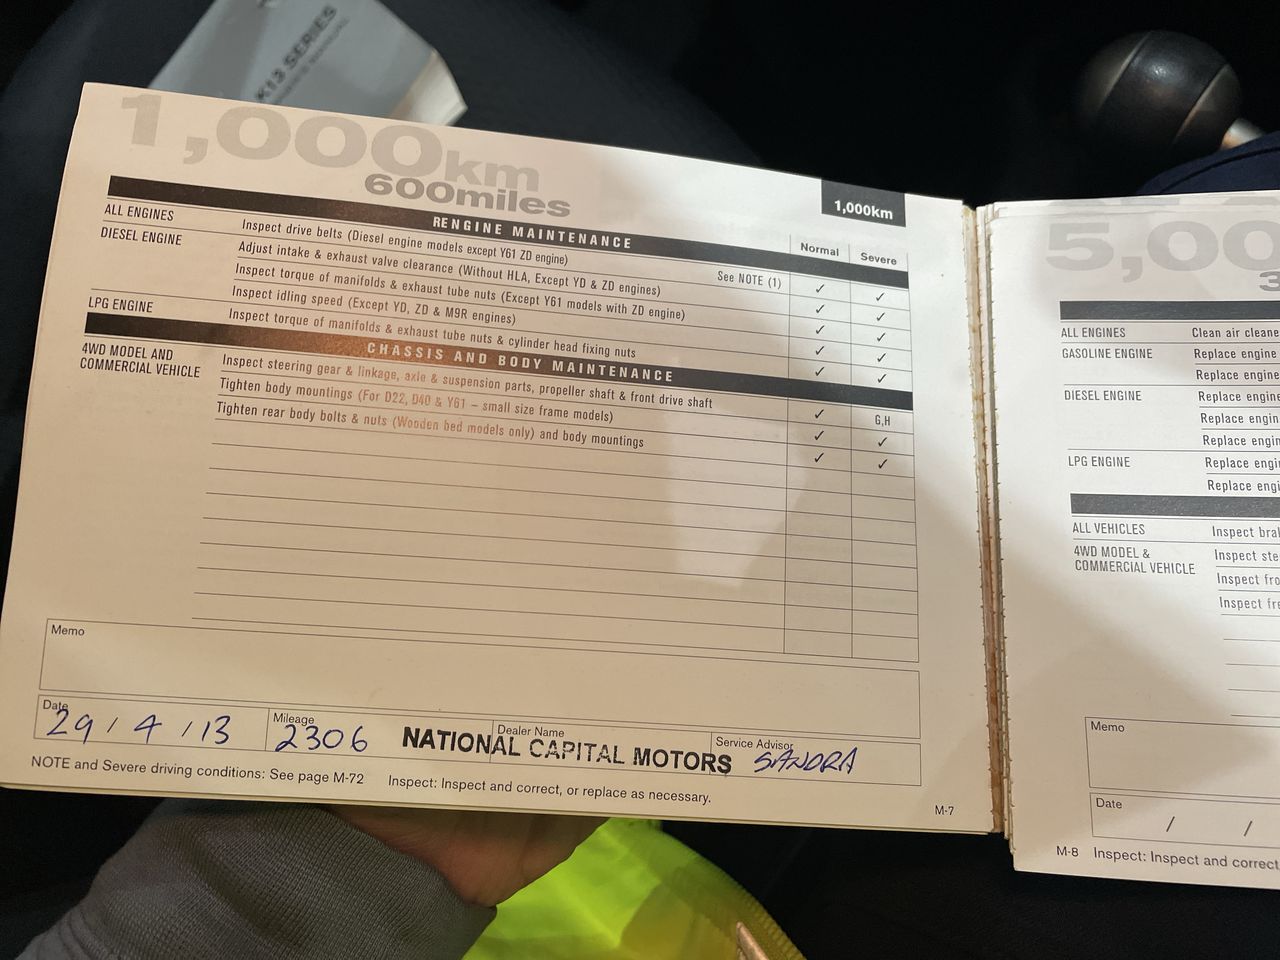 K13 SERIES
1,000km
600miles
1,000km
RENGINE MAINTENANCE
Normal Severe
ALL ENGINES Inspect drive belts (Diesel engine models except Y61 ZD engine)
DIESEL ENGINE Adjust intake & exhaust valve clearance (Without HLA, Except YD & ZD engines) See NOTE (1) ✓ ✓
Inspect torque of manifolds & exhaust tube nuts (Except Y61 models with ZD engine) ✓ ✓
Inspect idling speed (Except YD, ZD & M9R engines) ✓ ✓
LPG ENGINE Inspect torque of manifolds & exhaust tube nuts & cylinder head fixing nuts ✓ ✓
✓ ✓
CHASSIS AND BODY MAINTENANCE
4WD MODEL AND COMMERCIAL VEHICLE Inspect steering gear & linkage, axle & suspension parts, propeller shaft & front drive shaft ✓ G,H
Tighten body mountings (For D22, D40 & Y61 – small size frame models) ✓ ✓
Tighten rear body bolts & nuts (Wooden bed models only) and body mountings ✓ ✓
Memo
Date 29 / 4 / 13 Mileage 2306 Dealer Name NATIONAL CAPITAL MOTORS Service Advisor SANDRA
NOTE and Severe driving conditions: See page M-72 Inspect: Inspect and correct, or replace as necessary.
M-7
5,00
3
ALL ENGINES Clean air cleane
GASOLINE ENGINE Replace engine
Replace engine
DIESEL ENGINE Replace engine
Replace engine
Replace engine
LPG ENGINE Replace engi
Replace engi
ALL VEHICLES Inspect bral
4WD MODEL & COMMERCIAL VEHICLE Inspect ste
Inspect fro
Inspect fre
Memo
Date / /
M-8 Inspect: Inspect and correct